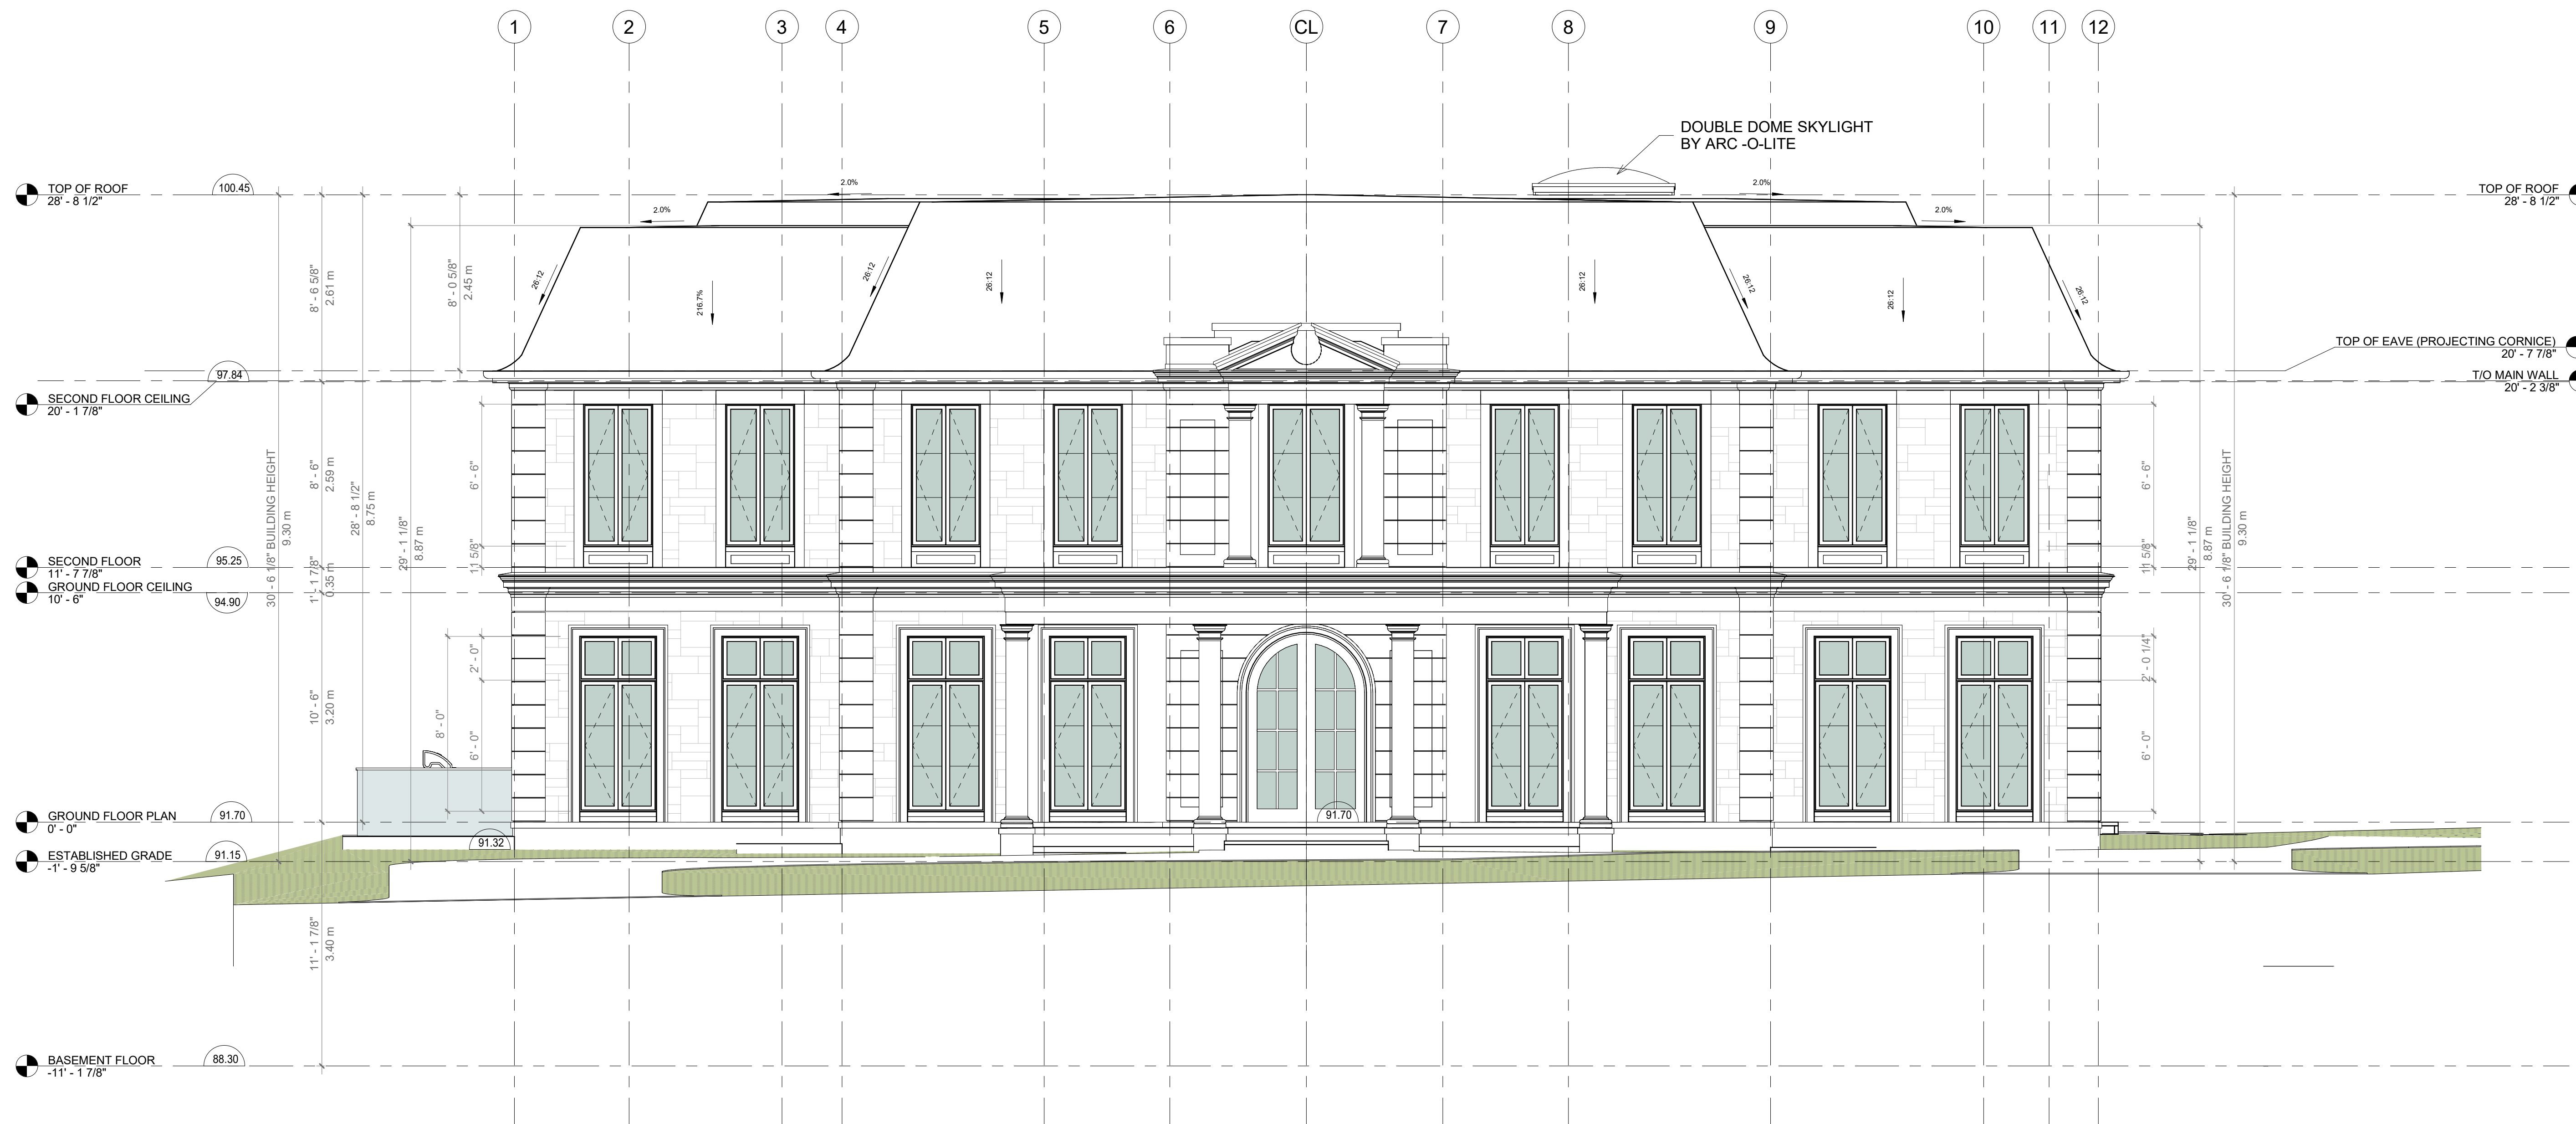 1 2 3 4 5 6 CL 7 8 9 10 11 12
DOUBLE DOME SKYLIGHT
BY ARC -O-LITE
TOP OF ROOF 100.45
28' - 8 1/2"
TOP OF ROOF
28' - 8 1/2"
2.0% 2.0%
2.0% 2.0%
26:12 216.7% 26:12 26:12 26:12 26:12 26:12 26:12
8' - 6 5/8"
2.61 m
8' - 0 5/8"
2.45 m
TOP OF EAVE (PROJECTING CORNICE)
20' - 7 7/8"
T/O MAIN WALL
20' - 2 3/8"
97.84
SECOND FLOOR CEILING
20' - 1 7/8"
30' - 6 1/8" BUILDING HEIGHT
9.30 m
8' - 6"
2.59 m
28' - 8 1/2"
8.75 m
29' - 1 1/8"
8.87 m
6' - 6"
11 5/8"
6' - 6"
11 5/8"
29' - 1 1/8"
8.87 m
30' - 6 1/8" BUILDING HEIGHT
9.30 m
SECOND FLOOR 95.25
11' - 7 7/8"
GROUND FLOOR CEILING
10' - 6"
94.90
1' - 1 7/8"
0.35 m
10' - 6"
3.20 m
8' - 0"
2' - 0"
6' - 0"
2' - 0 1/4"
6' - 0"
GROUND FLOOR PLAN 91.70
0' - 0"
91.70
91.32
ESTABLISHED GRADE 91.15
-1' - 9 5/8"
11' - 1 7/8"
3.40 m
BASEMENT FLOOR 88.30
-11' - 1 7/8"